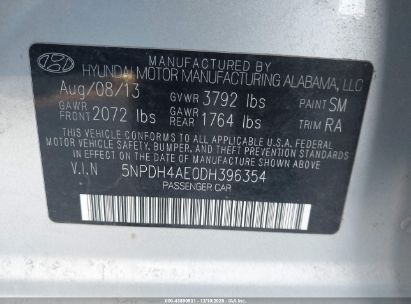 MANUFACTURED BY
HYUNDAI MOTOR MANUFACTURING ALABAMA, LLC
Aug/08/13 GVWR 3792 lbs PAINT SM
GAWR FRONT 2072 lbs GAWR REAR 1764 lbs TRIM RA
THIS VEHICLE CONFORMS TO ALL APPLICABLE U.S.A. FEDERAL
MOTOR VEHICLE SAFETY, BUMPER, AND THEFT PREVENTION
STANDARDS IN EFFECT ON THE DATE OF MANUFACTURE SHOWN ABOVE.
V.I.N 5NPDH4AE0DH396354
PASSENGER CAR